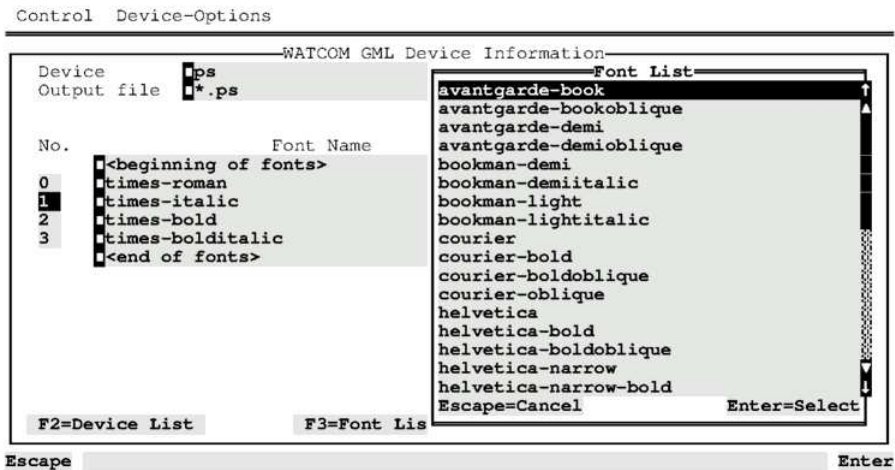 Control Device-Options
WATCOM GML Device Information
Device ps
Output file *.ps
No. Font Name
<beginning of fonts>
0 times-roman
1 times-italic
2 times-bold
3 times-bolditalic
<end of fonts>
F2=Device List F3=Font Lis
Font List
avantgarde-book
avantgarde-bookoblique
avantgarde-demi
avantgarde-demioblique
bookman-demi
bookman-demiitalic
bookman-light
bookman-lightitalic
courier
courier-bold
courier-boldoblique
courier-oblique
helvetica
helvetica-bold
helvetica-boldoblique
helvetica-narrow
helvetica-narrow-bold
Escape=Cancel Enter=Select
Escape Enter